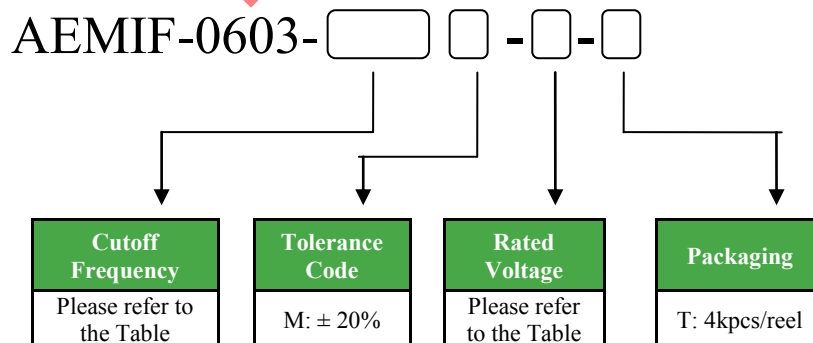 AEMIF-0603- - -
Cutoff Frequency
Please refer to the Table
Tolerance Code
M: ± 20%
Rated Voltage
Please refer to the Table
Packaging
T: 4kpcs/reel